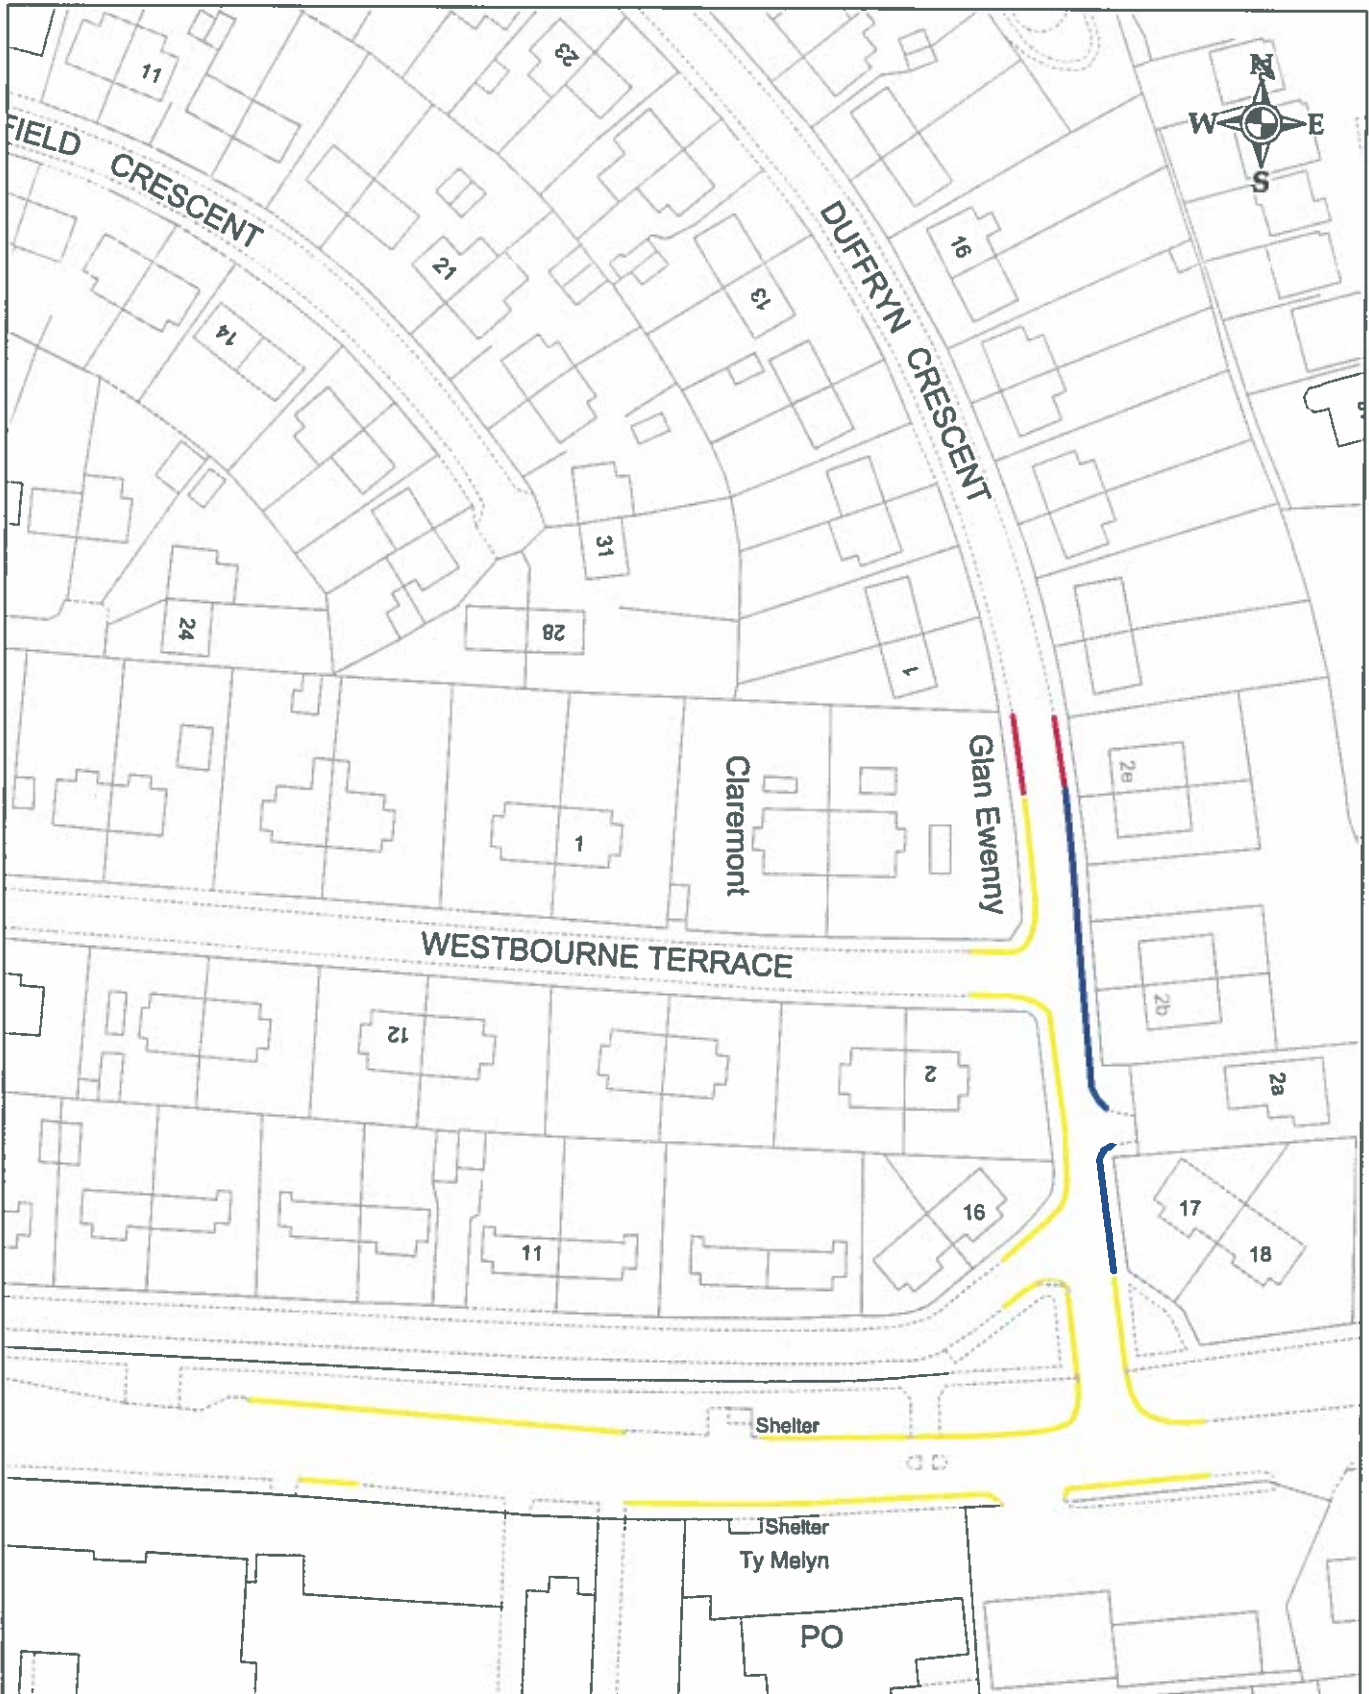 11
23
N
W E
S
FIELD CRESCENT
DUFFRYN CRESCENT
16
21
13
14
31
24
28
1
Glan Ewenny
2e
Claremont
1
WESTBOURNE TERRACE
2b
12
2
2a
16
17
11
18
Shelter
Shelter
Ty Melyn
PO